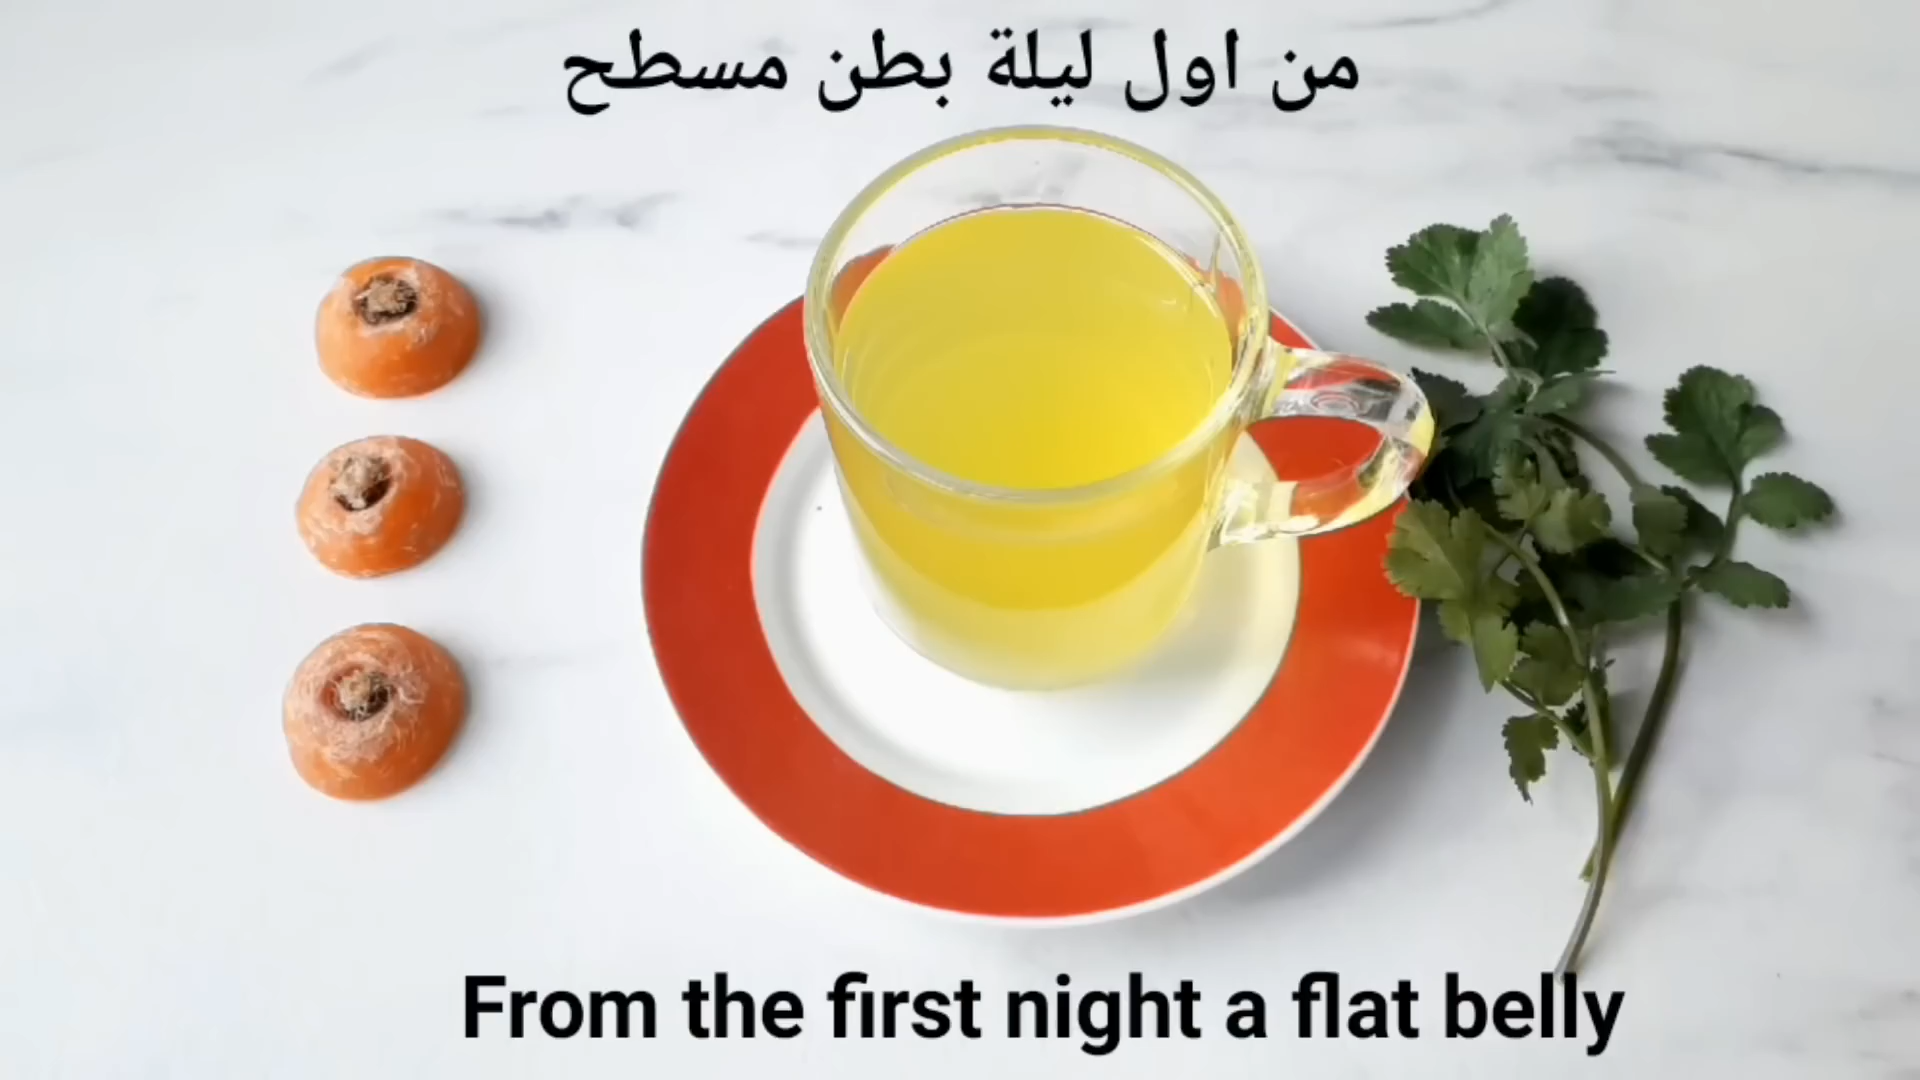 من اول ليلة بطن مسطح
From the first night a flat belly